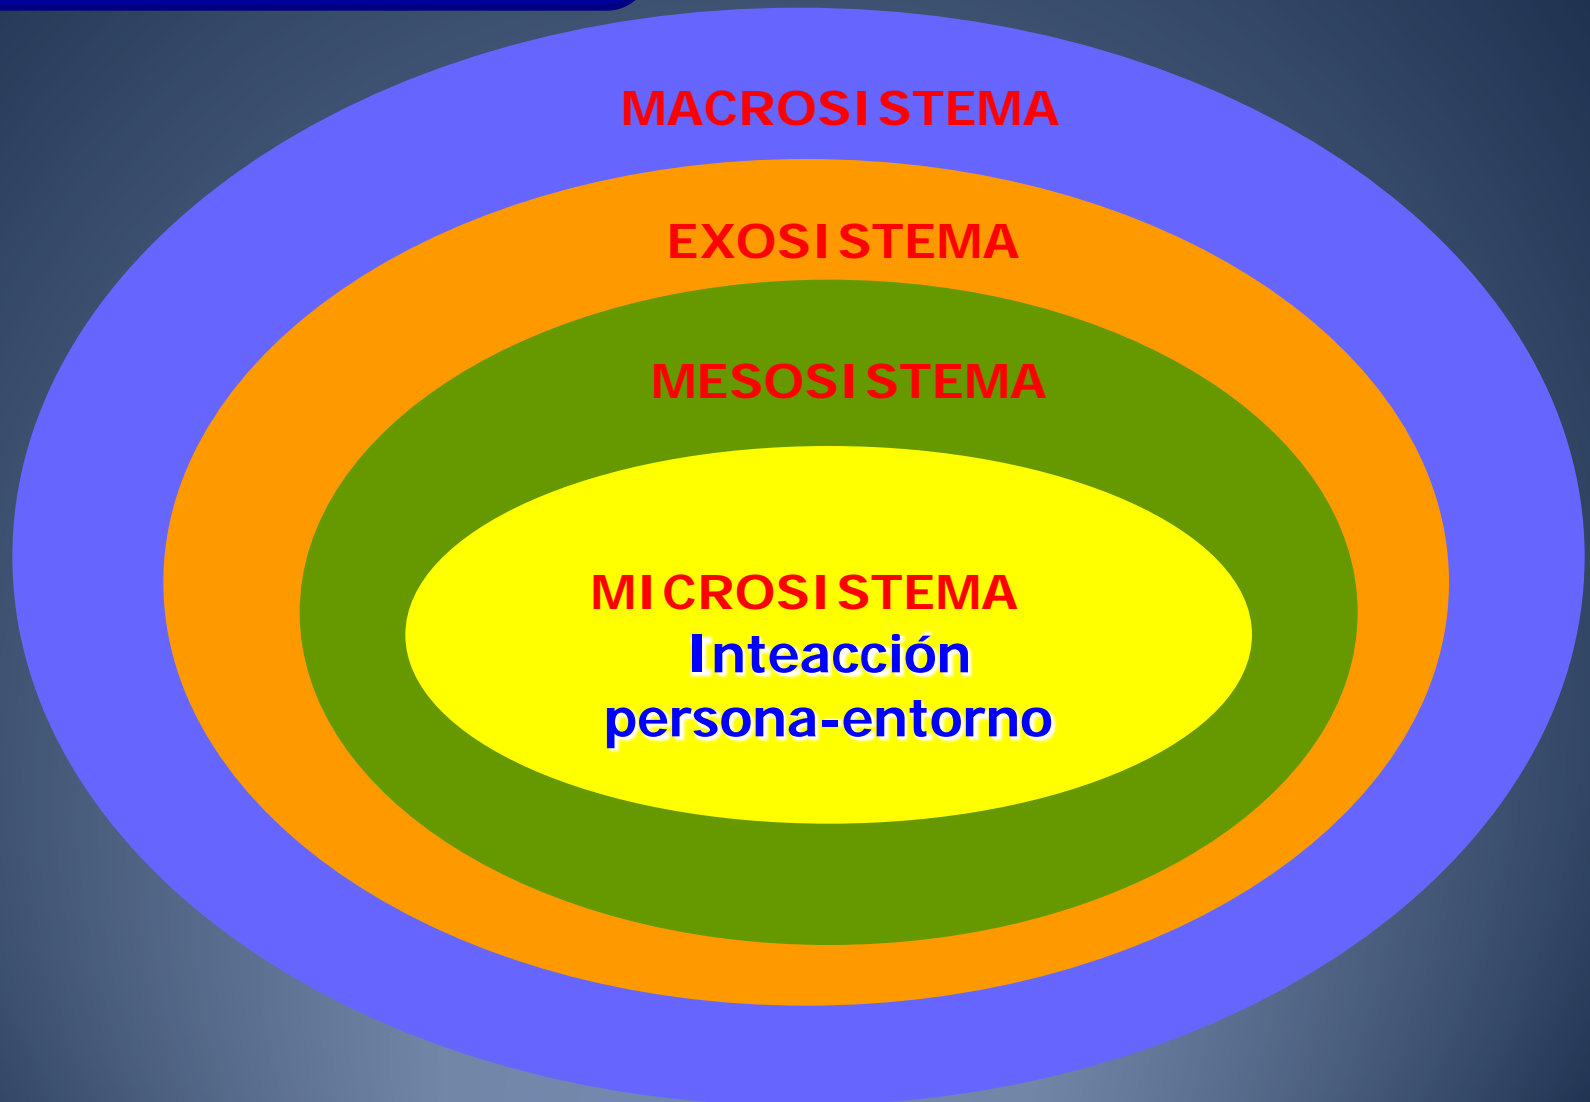 MACROSISTEMA
EXOSISTEMA
MESOSISTEMA
MICROSISTEMA
Inteacción
persona-entorno